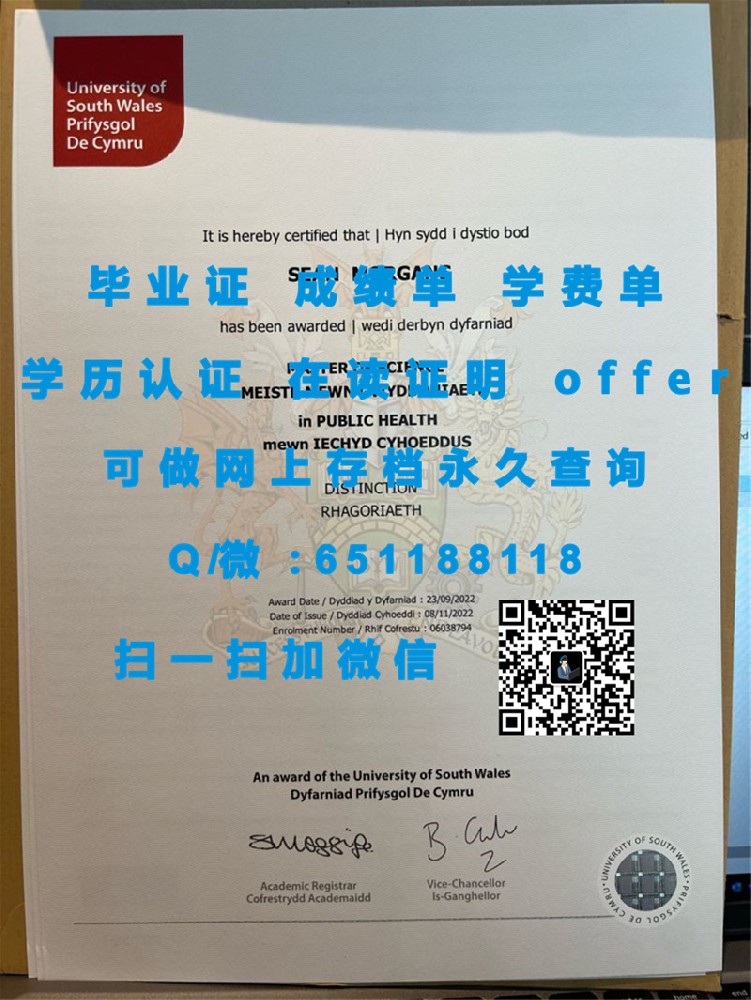 University of
South Wales
Prifysgol
De Cymru
It is hereby certified that | Hyn sydd i dystio bod
SEAN MORGANS
毕业证 成绩单 学费单
has been awarded | wedi derbyn dyfarniad
MASTER OF SCIENCE
学历认证 在读证明 offer
in PUBLIC HEALTH
mewn IECHYD CYHOEDDUS
可做网上存档永久查询
DISTINCTION
RHAGORIAETH
Q/微:651188118
Award Date / Dyddiad y Dyfarniad : 23/09/2022
Date of Issue / Dyddiad Cyhoeddi : 08/11/2022
Enrolment Number / Rhif Cofrestu : 06038794
扫一扫加微信
An award of the University of South Wales
Dyfarniad Prifysgol De Cymru
Academic Registrar
Cofrestrydd Academaidd
Vice-Chancellor
Is-Ganghellor
UNIVERSITY OF SOUTH WALES · PRIFYSGOL DE CYMRU ·